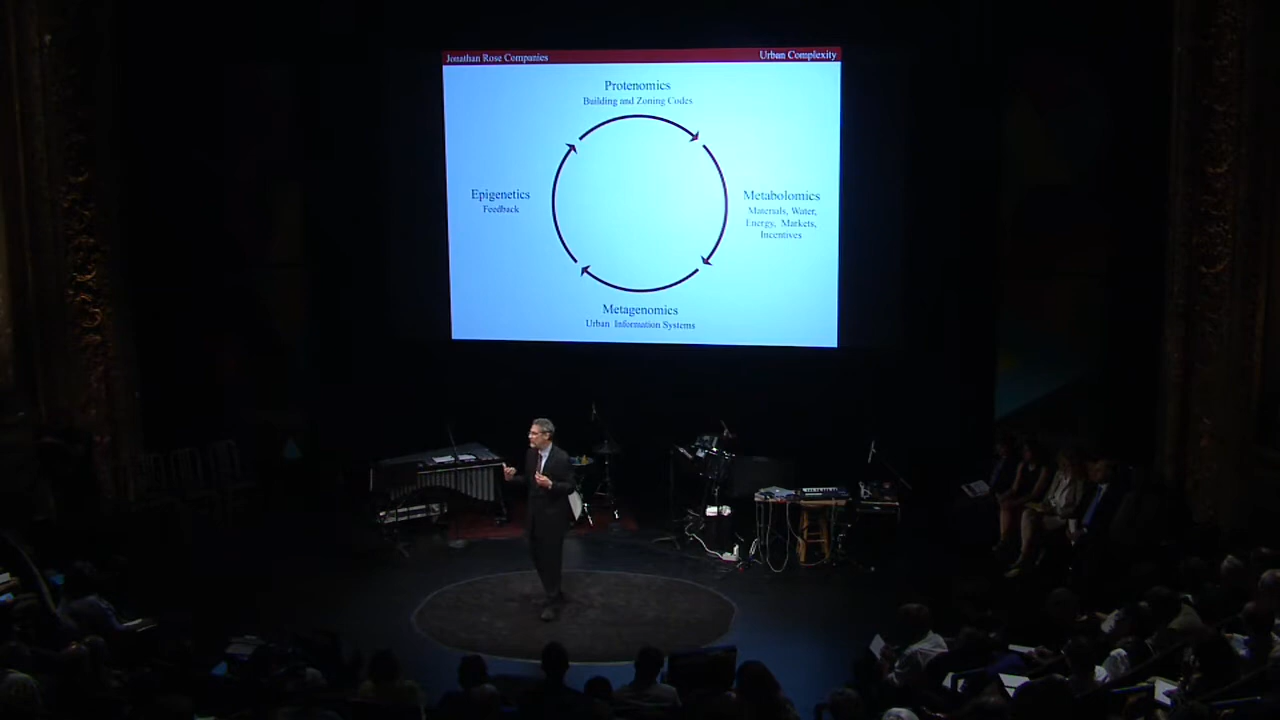 Jonathan Rose Companies
Urban Complexity
Protenomics
Building and Zoning Codes
Epigenetics
Feedback
Metabolomics
Materials, Water,
Energy, Markets,
Incentives
Metagenomics
Urban Information Systems